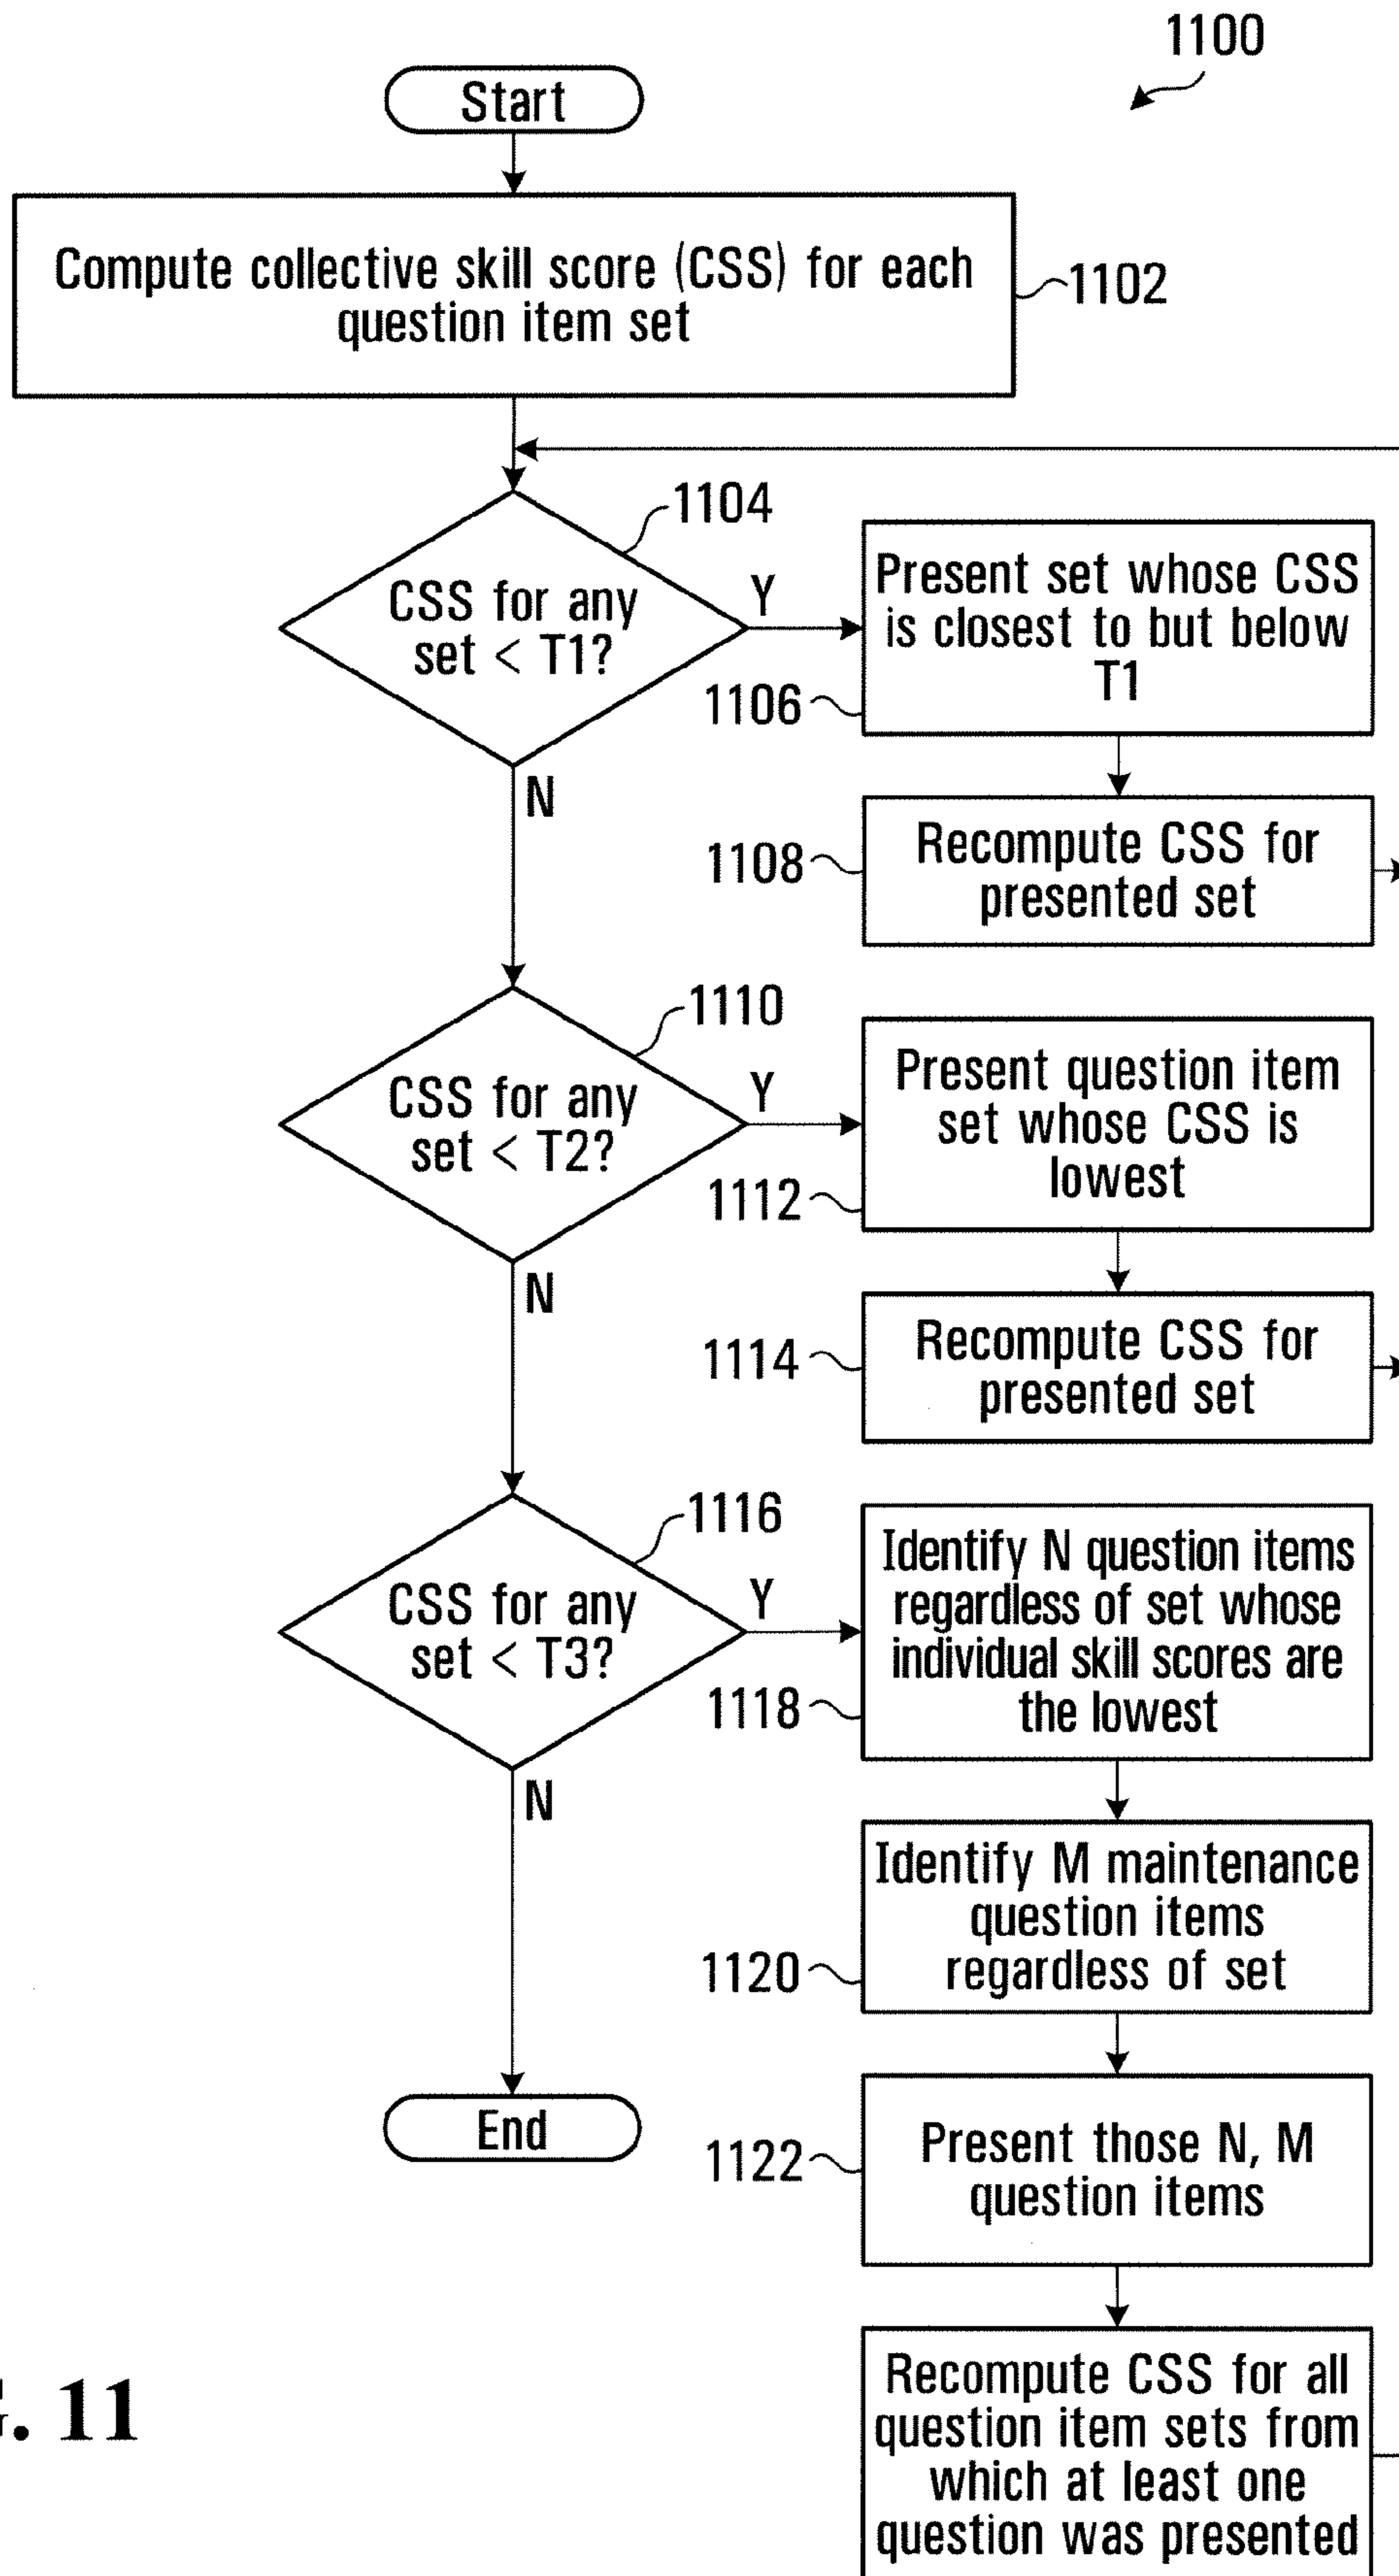 1100
Start
Compute collective skill score (CSS) for each
question item set
1102
1104
CSS for any
set < T1?
Y
N
Present set whose CSS
is closest to but below
T1
1106
Recompute CSS for
presented set
1108
1110
CSS for any
set < T2?
Y
N
Present question item
set whose CSS is
lowest
1112
Recompute CSS for
presented set
1114
1116
CSS for any
set < T3?
Y
N
Identify N question items
regardless of set whose
individual skill scores are
the lowest
1118
Identify M maintenance
question items
regardless of set
1120
End
Present those N, M
question items
1122
Recompute CSS for all
question item sets from
which at least one
question was presented
11